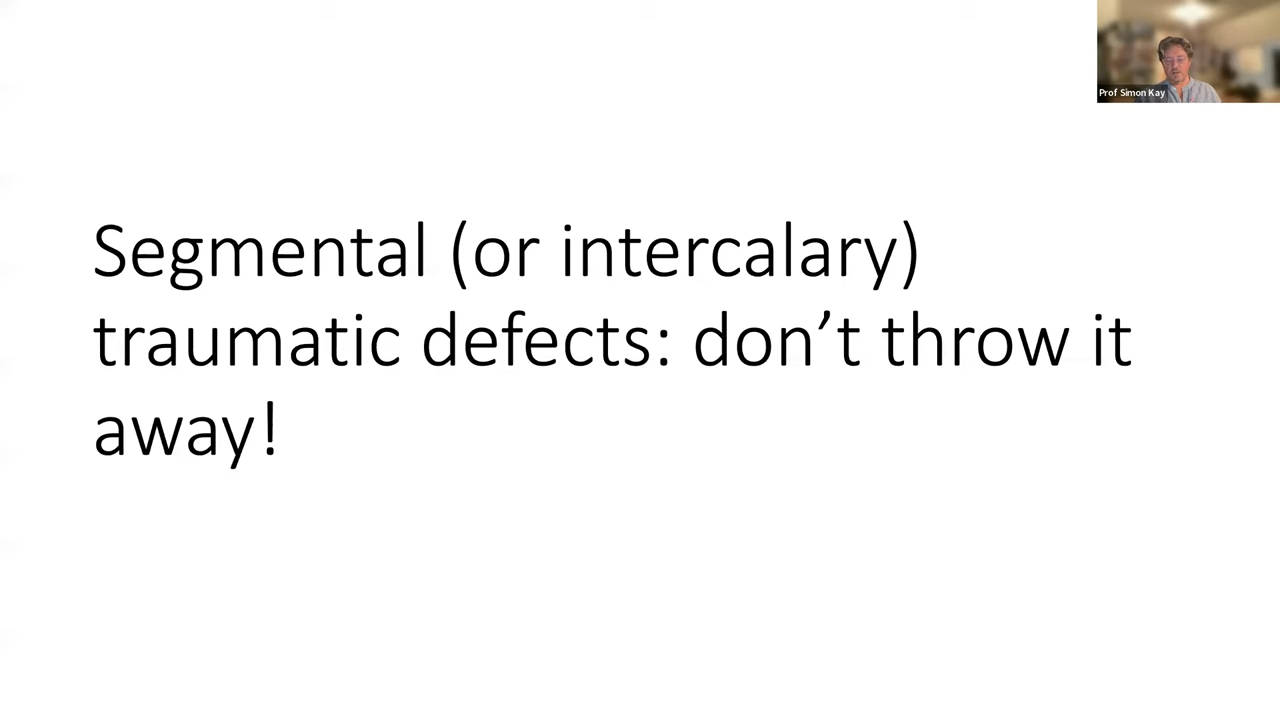 Prof Simon Kay
Segmental (or intercalary)
traumatic defects: don’t throw it
away!